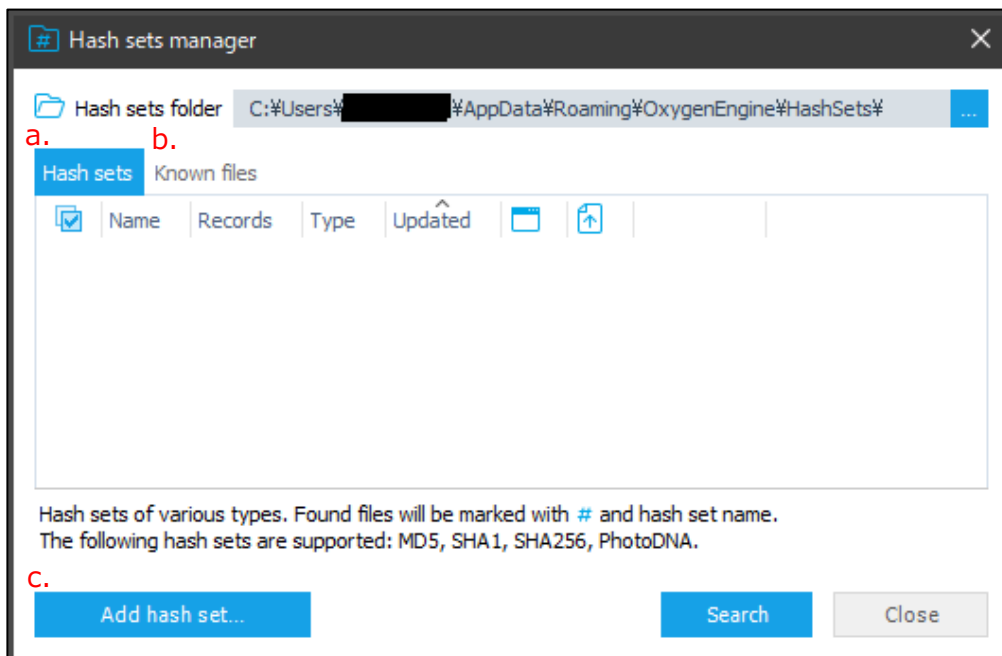 # Hash sets manager
Hash sets folder C:¥Users¥ ¥AppData¥Roaming¥OxygenEngine¥HashSets¥ ...
a. b.
Hash sets Known files
Name Records Type Updated
Hash sets of various types. Found files will be marked with # and hash set name.
The following hash sets are supported: MD5, SHA1, SHA256, PhotoDNA.
c.
Add hash set... Search Close